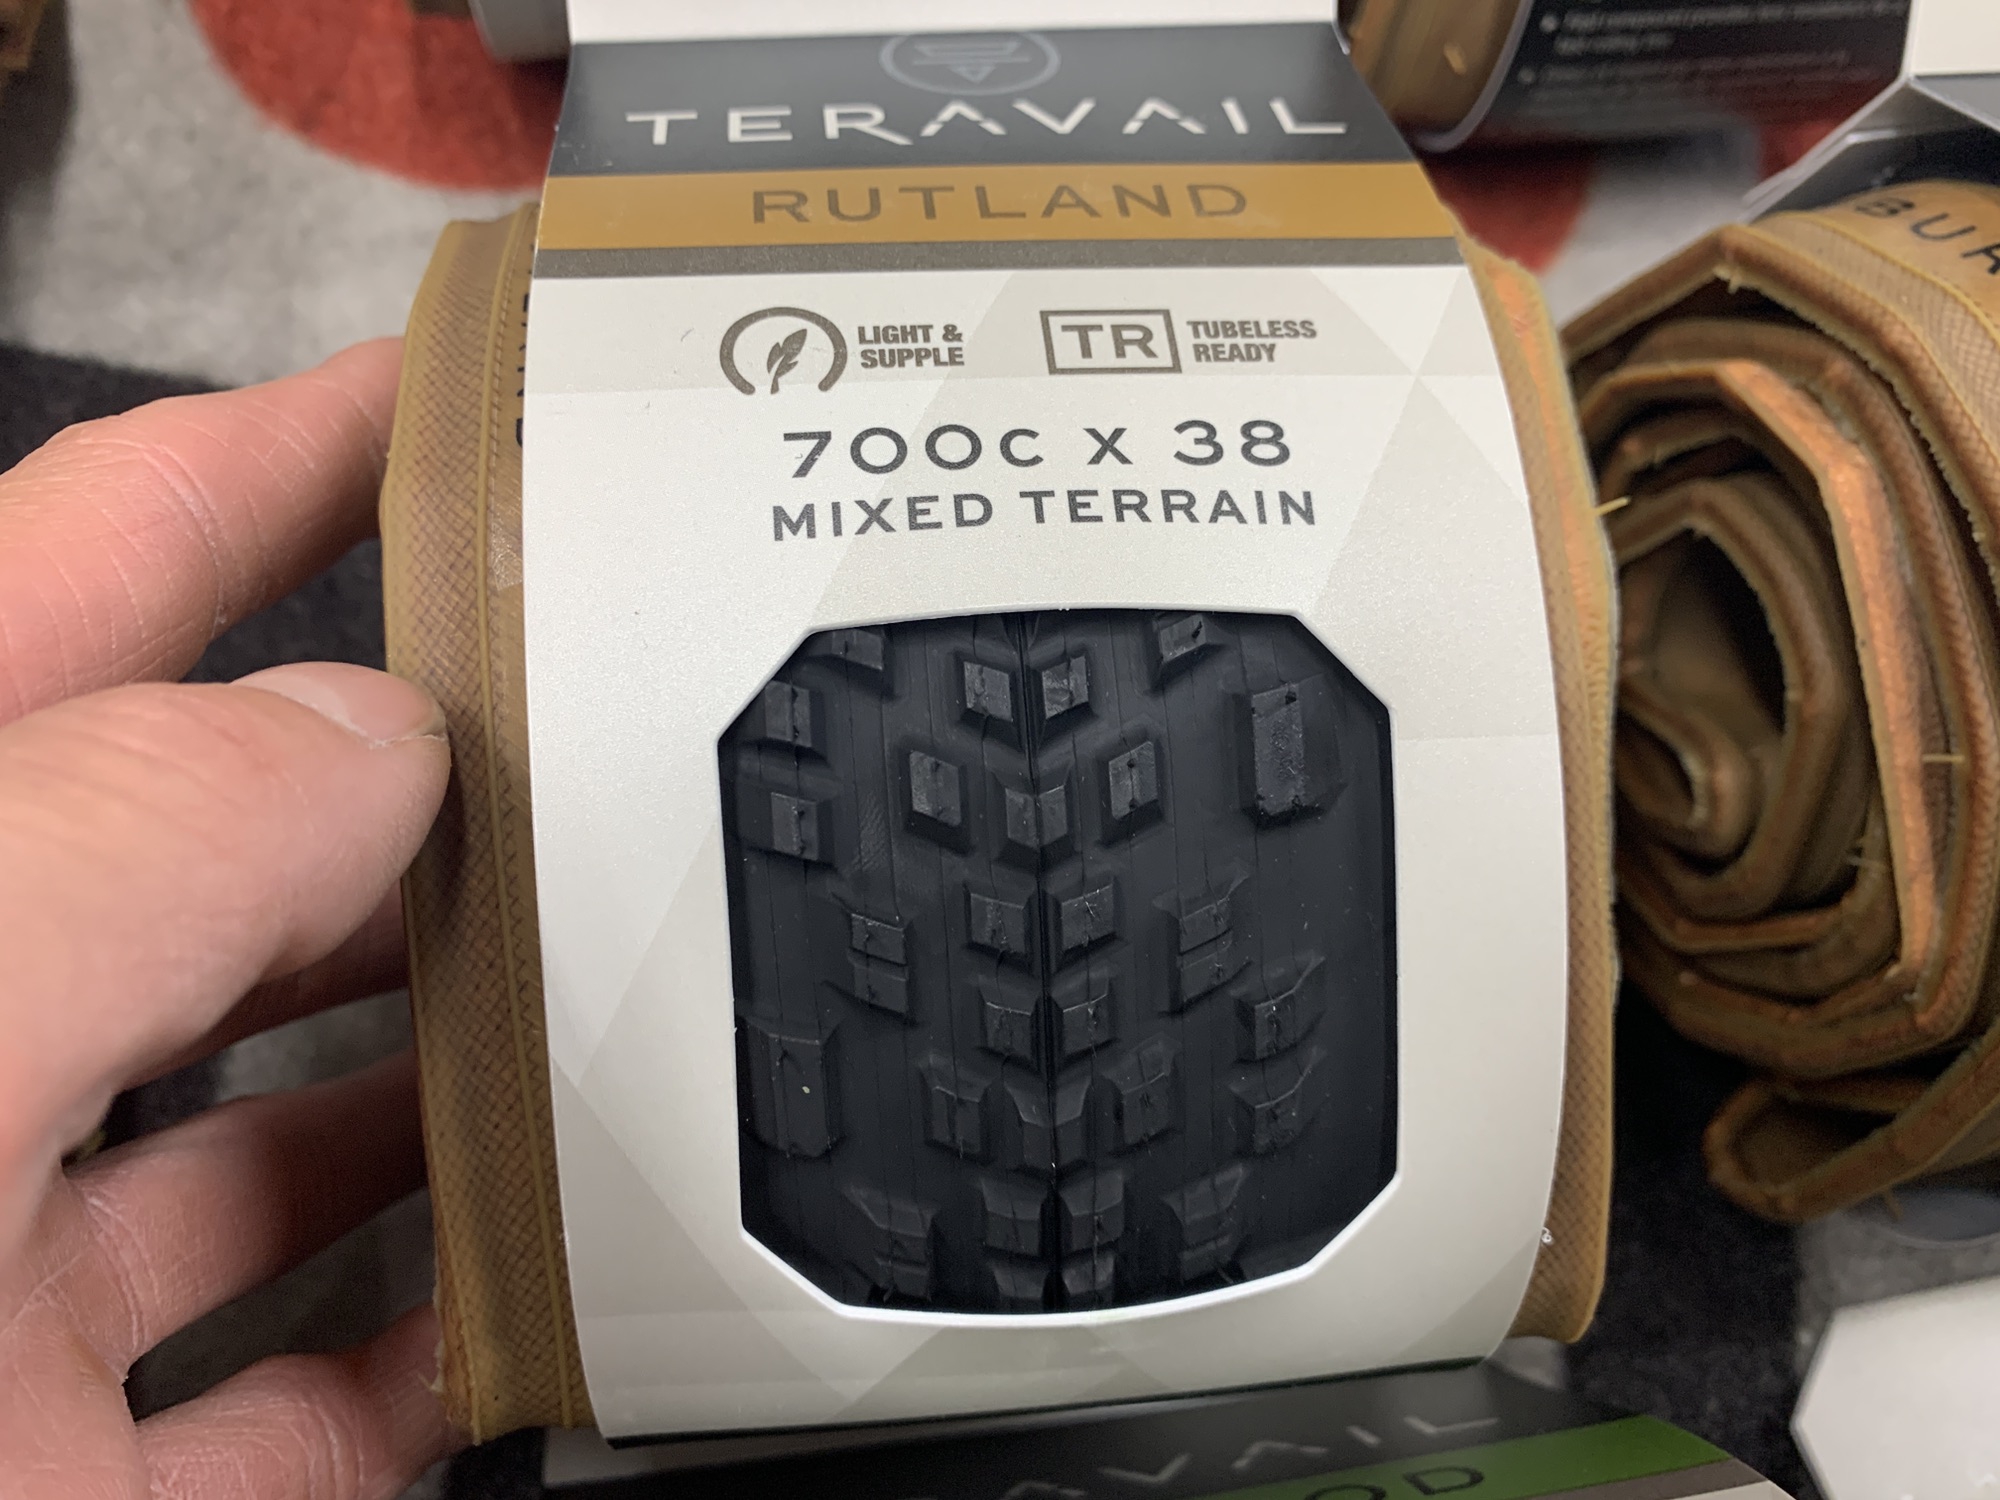 TERAVAIL
RUTLAND
LIGHT &
SUPPLE
TR
TUBELESS
READY
700C X 38
MIXED TERRAIN